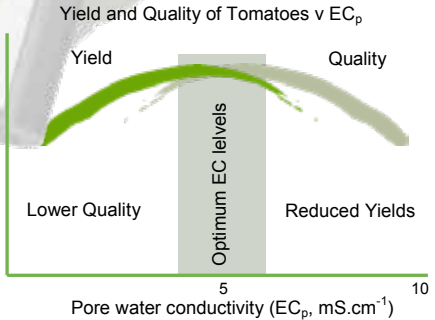 Yield and Quality of Tomatoes v ECp
Yield
Quality
Optimum EC lelvels
Lower Quality
Reduced Yields
5
10
Pore water conductivity (ECp, mS.cm-1)